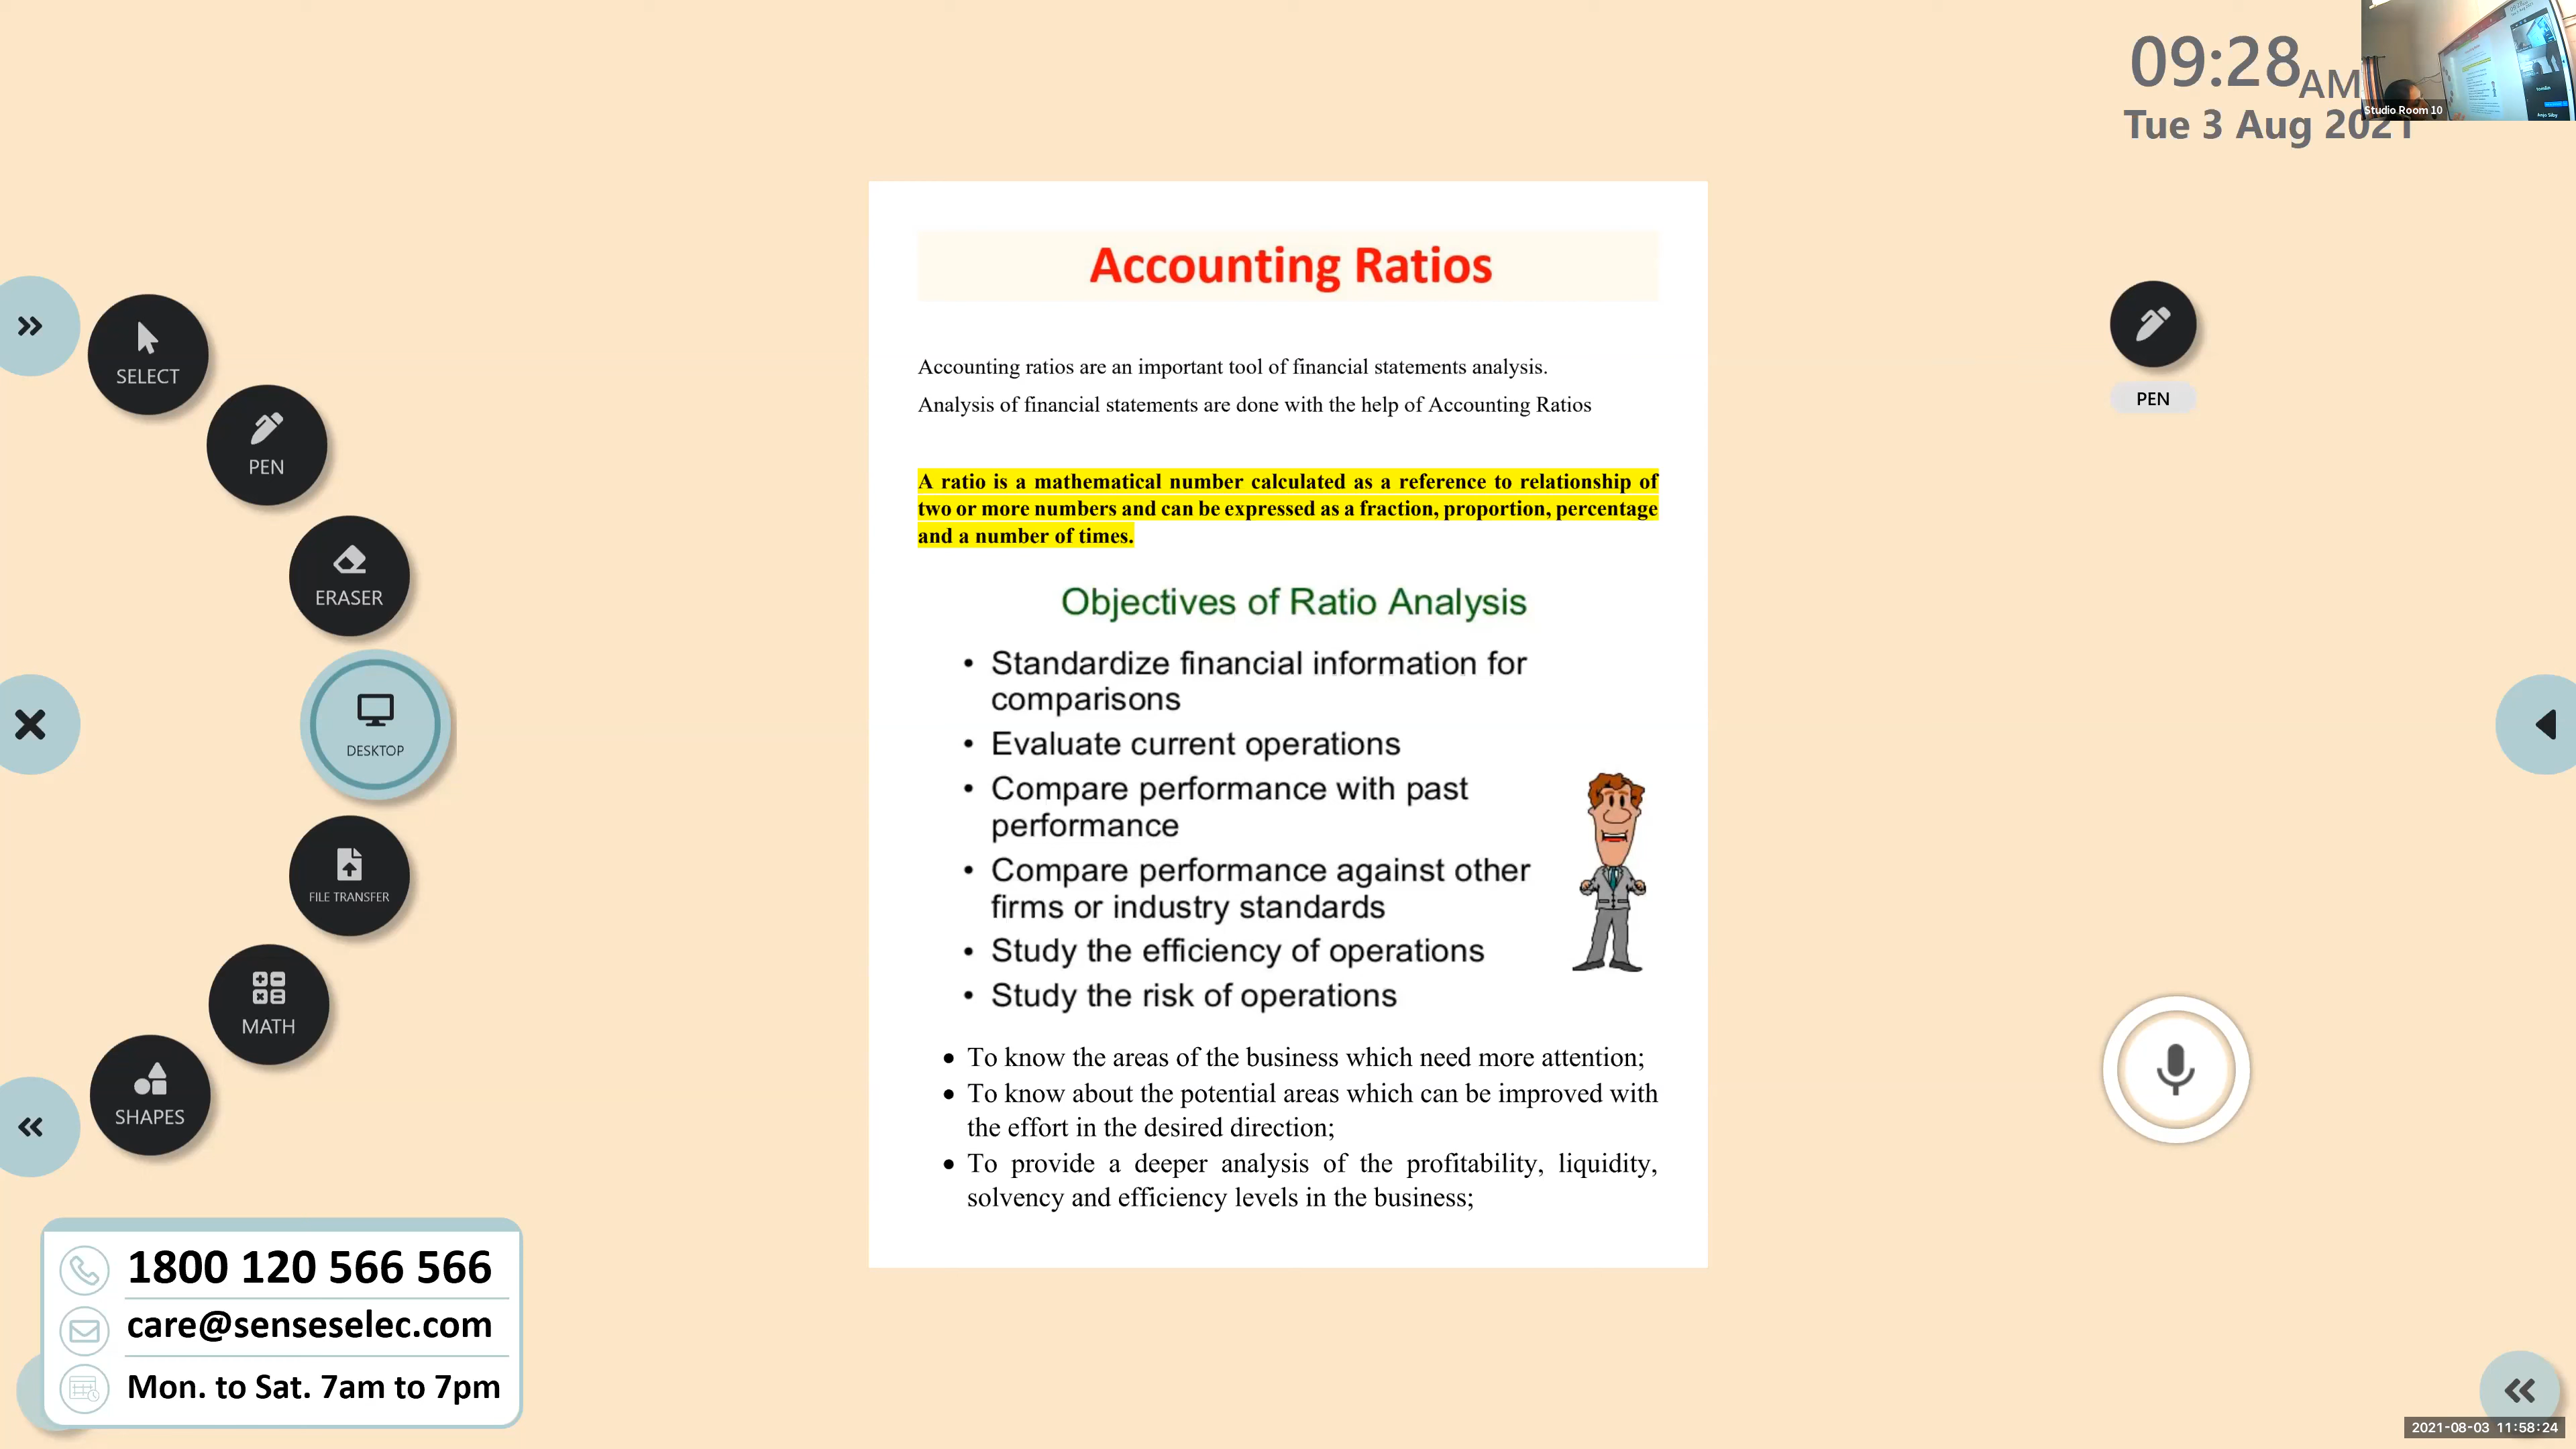 09:28 AM
Tue 3 Aug 2021
Studio Room 10
SELECT
PEN
ERASER
DESKTOP
FILE TRANSFER
MATH
SHAPES
Accounting Ratios
Accounting ratios are an important tool of financial statements analysis.
Analysis of financial statements are done with the help of Accounting Ratios
A ratio is a mathematical number calculated as a reference to relationship of
two or more numbers and can be expressed as a fraction, proportion, percentage
and a number of times.
Objectives of Ratio Analysis
• Standardize financial information for
comparisons
• Evaluate current operations
• Compare performance with past
performance
• Compare performance against other
firms or industry standards
• Study the efficiency of operations
• Study the risk of operations
• To know the areas of the business which need more attention;
• To know about the potential areas which can be improved with
the effort in the desired direction;
• To provide a deeper analysis of the profitability, liquidity,
solvency and efficiency levels in the business;
PEN
1800 120 566 566
care@senseselec.com
Mon. to Sat. 7am to 7pm
2021-08-03 11:58:24